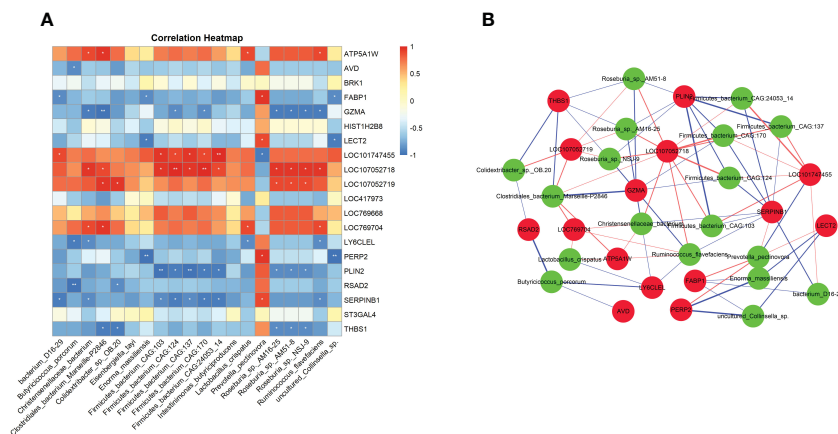 A
B
Correlation Heatmap
ATP5A1W
AVD
BRK1
FABP1
GZMA
HIST1H2B8
LECT2
LOC101747455
LOC107052718
LOC107052719
LOC417973
LOC769668
LOC769704
LY6CLEL
PERP2
PLIN2
RSAD2
SERPINB1
ST3GAL4
THBS1
1
0.5
0
-0.5
-1
bacterium_D16-29
Butyricicoccus_porcorum
Christensenellaceae_bacterium
Clostridiales_bacterium_Marseille-P2846
Colidextribacter_sp._OB.20
Eisenbergiella_tayi
Enorma_massiliensis
Firmicutes_bacterium_CAG:103
Firmicutes_bacterium_CAG:124
Firmicutes_bacterium_CAG:137
Firmicutes_bacterium_CAG:170
Firmicutes_bacterium_CAG:24053_14
Intestinimonas_butyriciproducens
Lactobacillus_crispatus
Prevotella_pectinovora
Roseburia_sp._AM16-25
Roseburia_sp._AM51-8
Roseburia_sp._NSJ-9
Ruminococcus_flavefaciens
uncultured_Collinsella_sp.
Roseburia_sp._AM51-8
THBS1
PLIN2
Firmicutes_bacterium_CAG:24053_14
Roseburia_sp._AM16-25
Firmicutes_bacterium_CAG:137
Firmicutes_bacterium_CAG:170
LOC107052719
LOC107052718
Roseburia_sp._NSJ-9
Colidextribacter_sp._OB.20
LOC101747455
Firmicutes_bacterium_CAG:124
GZMA
Clostridiales_bacterium_Marseille-P2846
SERPINB1
Christensenellaceae_bacterium
Firmicutes_bacterium_CAG:103
LECT2
RSAD2
LOC769704
Ruminococcus_flavefaciens
Prevotella_pectinovora
Lactobacillus_crispatus
ATP5A1W
Enorma_massiliensis
Butyricicoccus_porcorum
LY6CLEL
FABP1
bacterium_D16-2
AVD
PERP2
uncultured_Collinsella_sp.